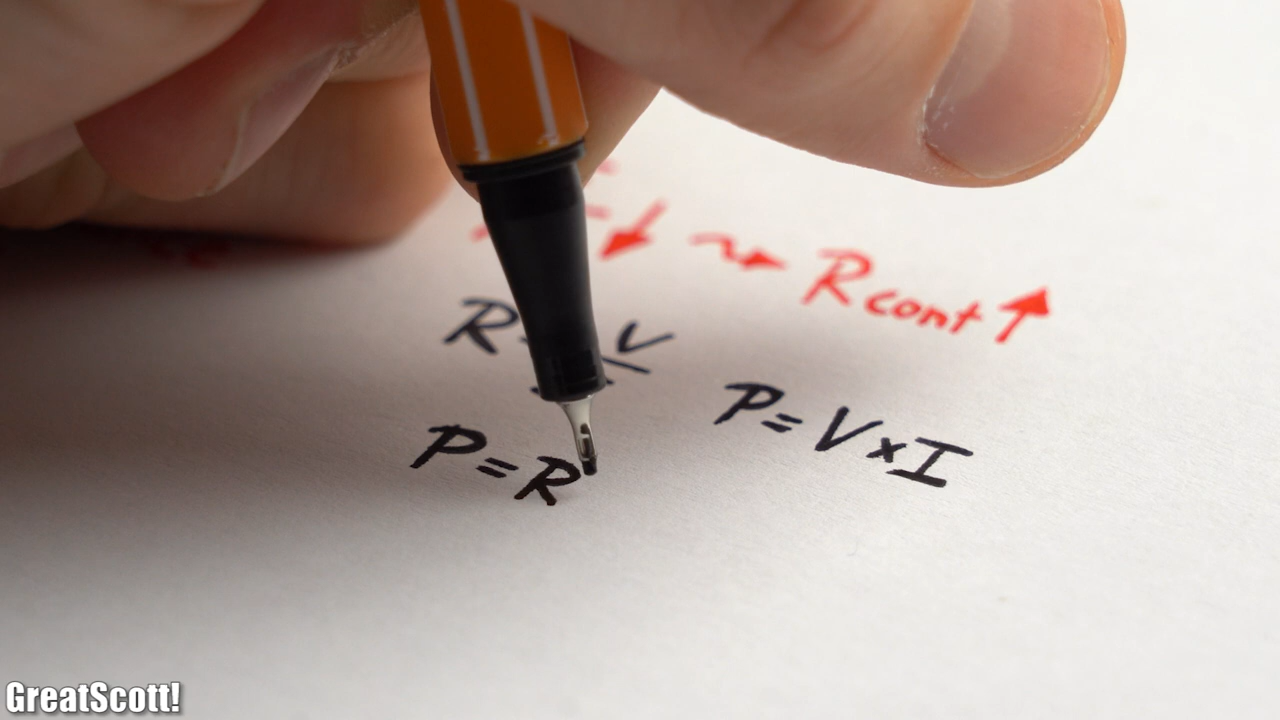 Rcont ↑
R= V
P=V×I
P=R
GreatScott!